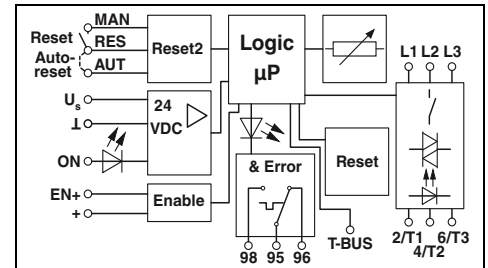 MAN
Reset
RES
Auto-
reset
AUT
Reset2
Logic
µP
L1 L2 L3
Us
⊥
ON
24
VDC
& Error
Reset
EN+
+
Enable
98 95 96
T-BUS
2/T1
4/T2
6/T3